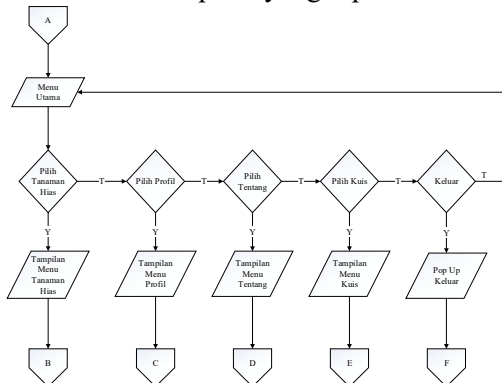 A
Menu
Utama
Pilih
Tanaman
Hias
T
Pilih Profil
T
Pilih
Tentang
T
Pilih Kuis
T
Keluar
T
Y
Y
Y
Y
Y
Tampilan
Menu
Tanaman
Hias
Tampilan
Menu
Profil
Tampilan
Menu
Tentang
Tampilan
Menu
Kuis
Pop Up
Keluar
B
C
D
E
F